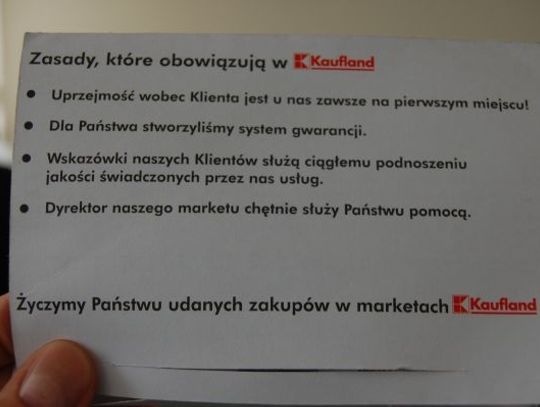 Zasady, które obowiązują w Kaufland
• Uprzejmość wobec Klienta jest u nas zawsze na pierwszym miejscu!
• Dla Państwa stworzyliśmy system gwarancji.
• Wskazówki naszych Klientów służą ciągłemu podnoszeniu
jakości świadczonych przez nas usług.
• Dyrektor naszego marketu chętnie służy Państwu pomocą.
Życzymy Państwu udanych zakupów w marketach Kaufland